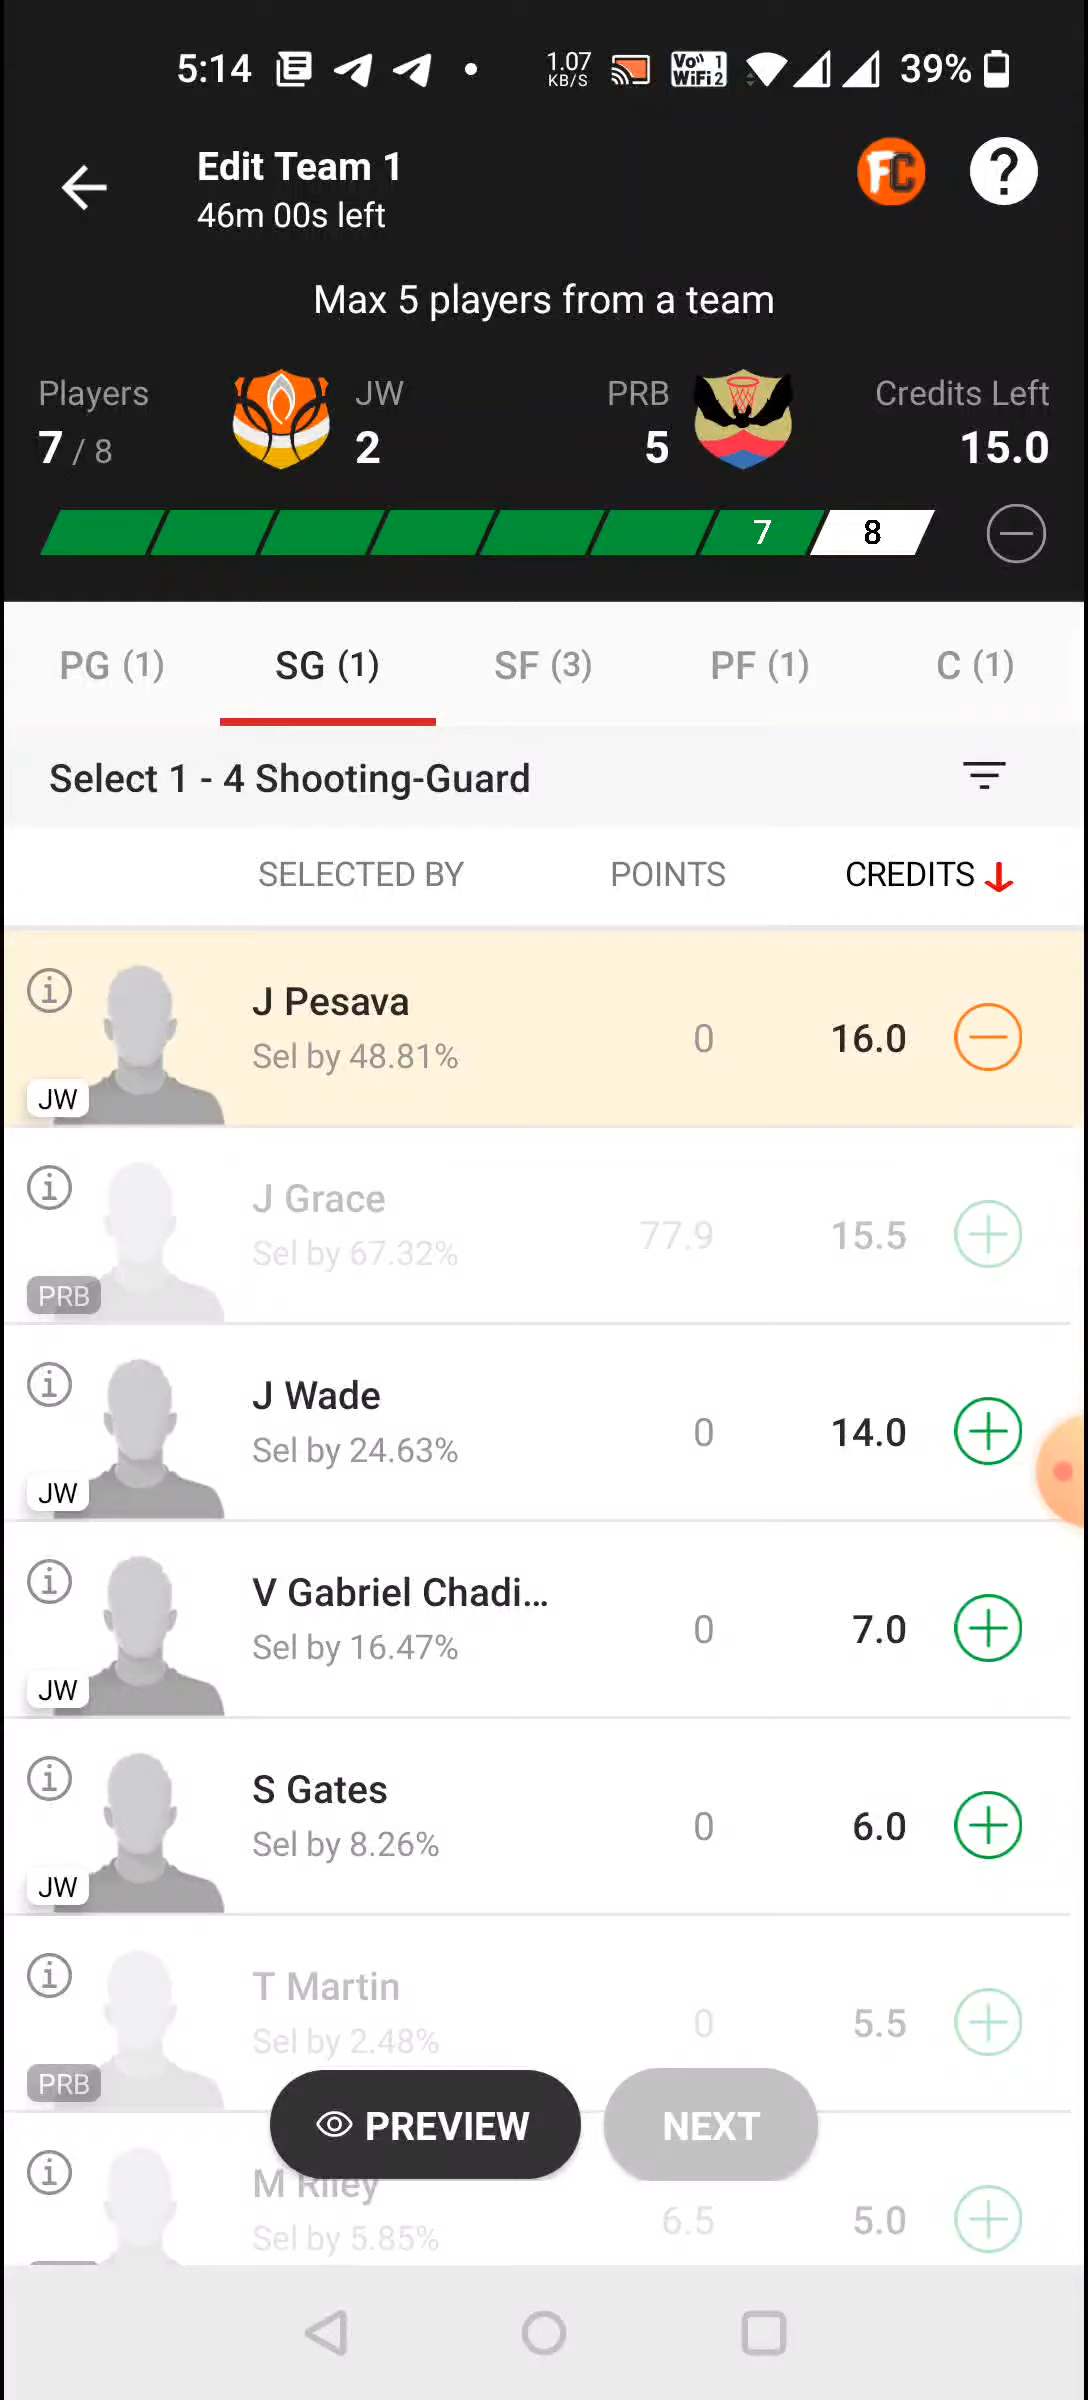 5:14 1.07 KB/S Vo 1 WiFi 2 39%
Edit Team 1
46m 00s left
FC ?
Max 5 players from a team
Players JW PRB Credits Left
7 / 8 2 5 15.0
7 8
PG (1) SG (1) SF (3) PF (1) C (1)
Select 1 - 4 Shooting-Guard
SELECTED BY POINTS CREDITS
J Pesava
Sel by 48.81% 0 16.0
JW
J Grace
Sel by 67.32% 77.9 15.5
PRB
J Wade
Sel by 24.63% 0 14.0
JW
V Gabriel Chadi...
Sel by 16.47% 0 7.0
JW
S Gates
Sel by 8.26% 0 6.0
JW
T Martin
Sel by 2.48% 0 5.5
PRB
PREVIEW NEXT
M Riley
Sel by 5.85% 6.5 5.0